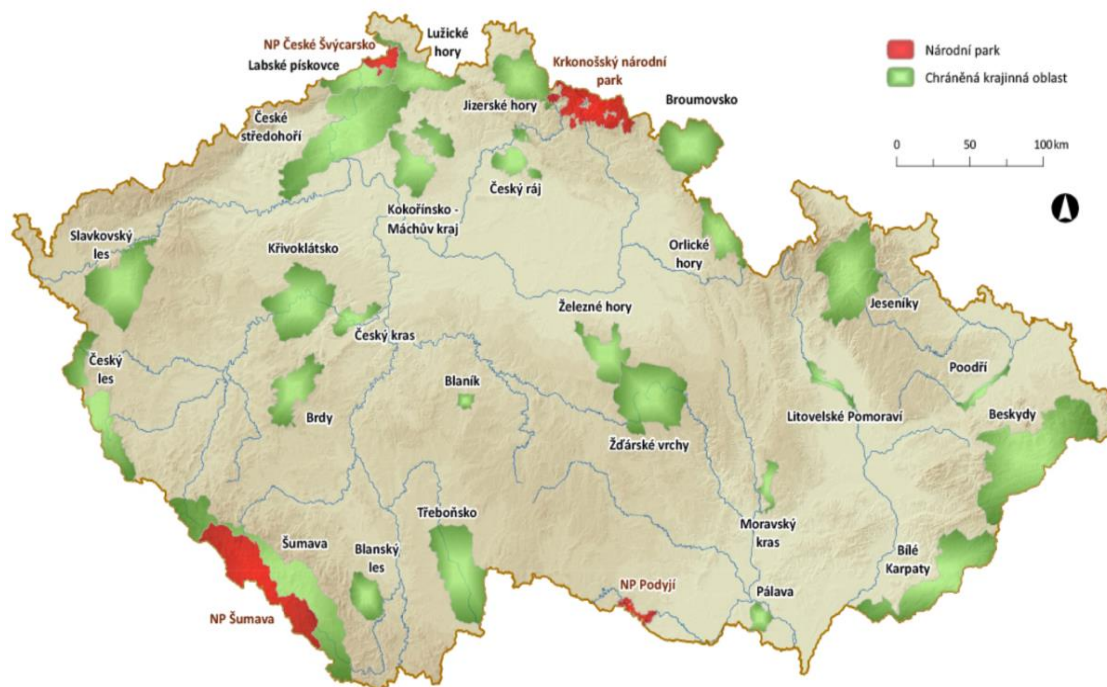 NP České Švýcarsko
Lužické
hory
Labské pískovce
Krkonošský národní
park
Národní park
Chráněná krajinná oblast
Jizerské hory
Broumovsko
České
středohoří
0 50 100 km
Český ráj
Kokořínsko -
Máchův kraj
Slavkovský
les
Křivoklátsko
Orlické
hory
Železné hory
Jeseníky
Český kras
Český
les
Blaník
Poodří
Brdy
Litovelské Pomoraví
Beskydy
Žďárské vrchy
Třeboňsko
Moravský
kras
Šumava
Blanský
les
Bílé
Karpaty
NP Podyjí
Pálava
NP Šumava